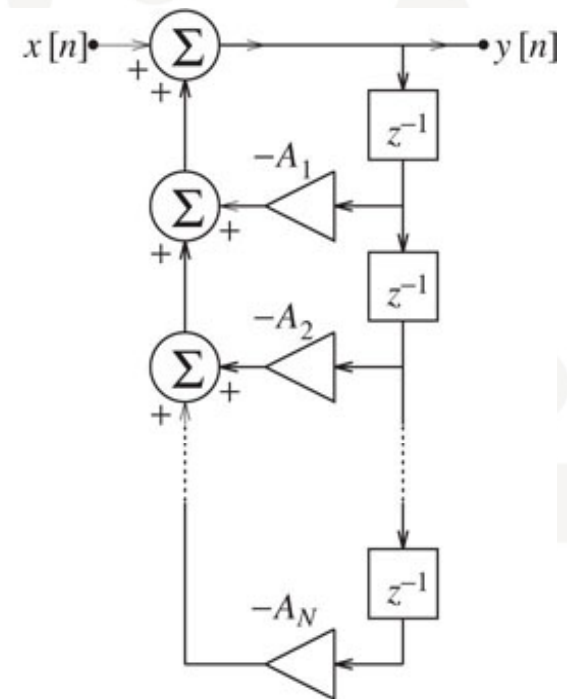 x[n] + Σ y[n]
+
z⁻¹
−A₁
Σ
+ +
z⁻¹
−A₂
Σ
+ +
z⁻¹
−A_N